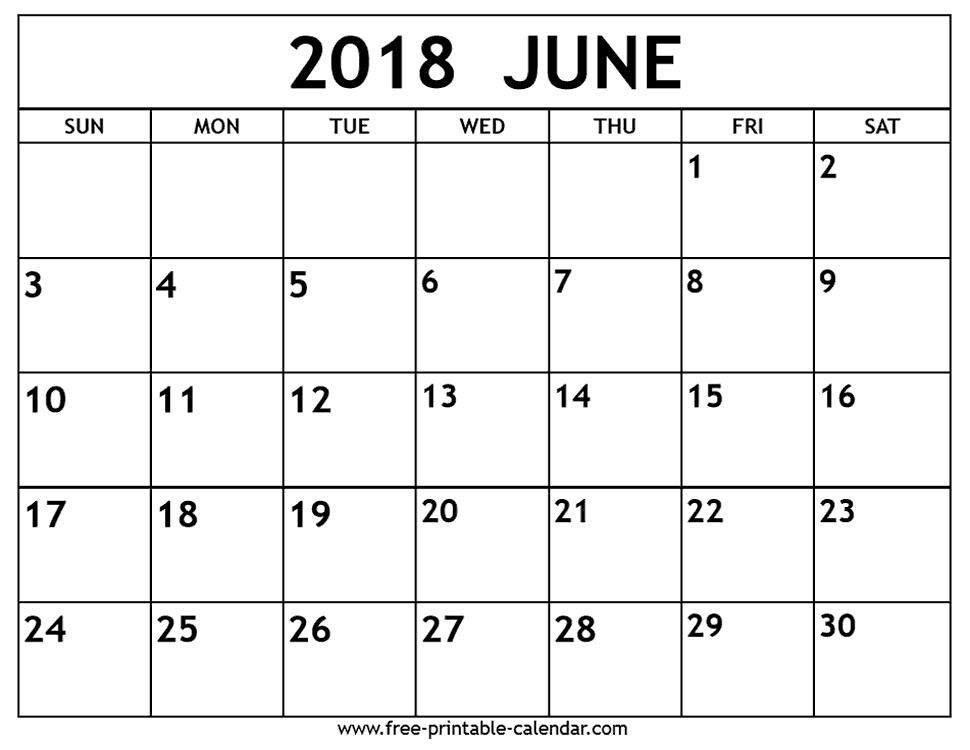 2018 JUNE
SUN MON TUE WED THU FRI SAT
1 2
3 4 5 6 7 8 9
10 11 12 13 14 15 16
17 18 19 20 21 22 23
24 25 26 27 28 29 30
www.free-printable-calendar.com